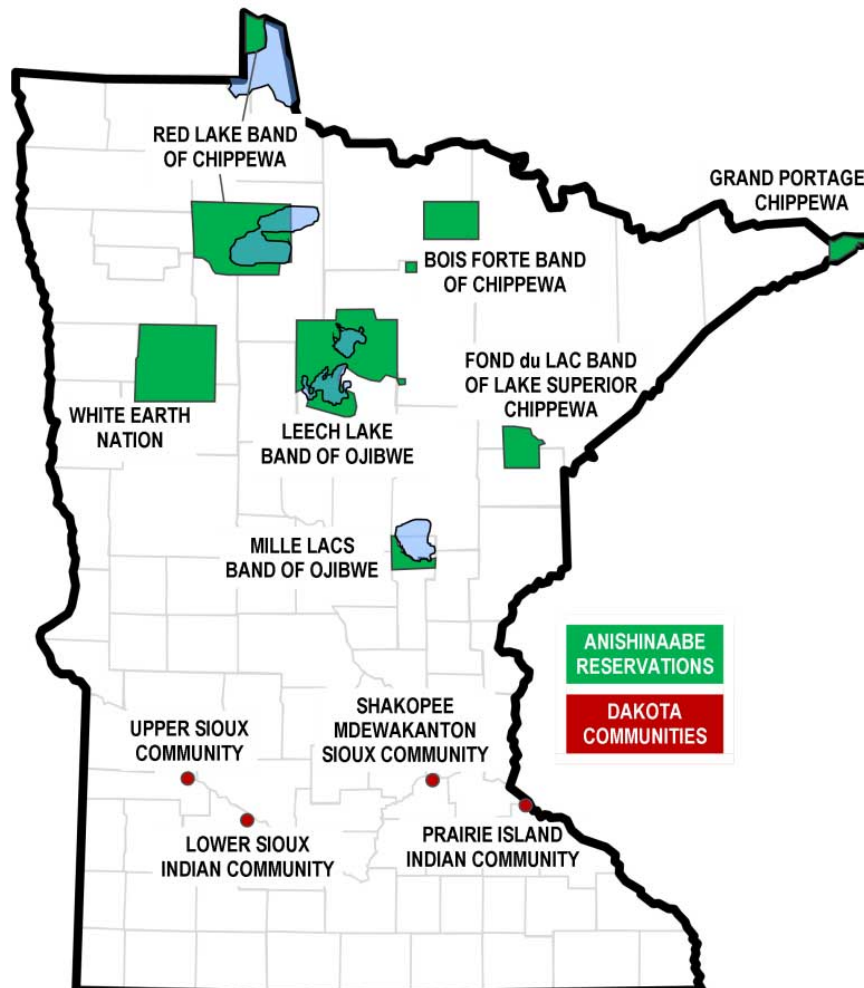 RED LAKE BAND
OF CHIPPEWA
GRAND PORTAGE
CHIPPEWA
BOIS FORTE BAND
OF CHIPPEWA
FOND du LAC BAND
OF LAKE SUPERIOR
CHIPPEWA
WHITE EARTH
NATION
LEECH LAKE
BAND OF OJIBWE
MILLE LACS
BAND OF OJIBWE
ANISHINAABE
RESERVATIONS
DAKOTA
COMMUNITIES
UPPER SIOUX
COMMUNITY
SHAKOPEE
MDEWAKANTON
SIOUX COMMUNITY
LOWER SIOUX
INDIAN COMMUNITY
PRAIRIE ISLAND
INDIAN COMMUNITY